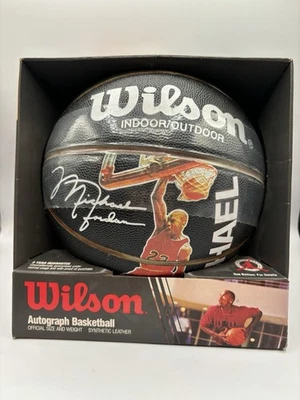 Wilson
INDOOR/OUTDOOR
Michael
Jordan
HAEL
23
Wilson
Autograph Basketball
OFFICIAL SIZE AND WEIGHT SYNTHETIC LEATHER